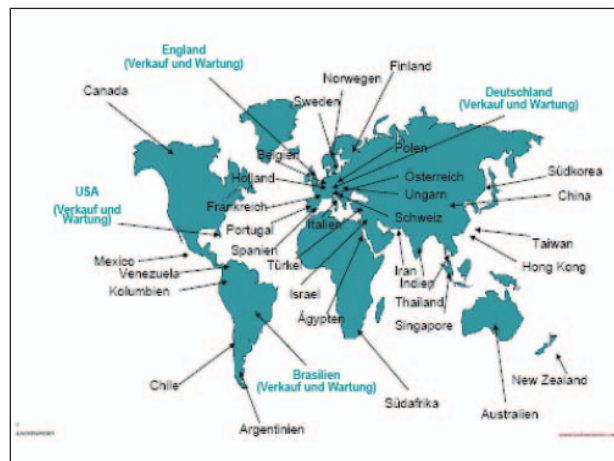 England
(Verkauf und Wartung)
Finland
Norwegen
Canada
Sweden
Deutschland
(Verkauf und Wartung)
Belgien
Polen
Holland
Österreich
Südkorea
USA
(Verkauf und
Wartung)
Frankreich
Ungarn
China
Portugal
Italien
Schweiz
Spanien
Taiwan
Mexico
Türkei
Iran
Hong Kong
Venezuela
Indien
Kolumbien
Israel
Thailand
Ägypten
Singapore
Brasilien
(Verkauf und Wartung)
Chile
Südafrika
New Zealand
Australien
Argentinien